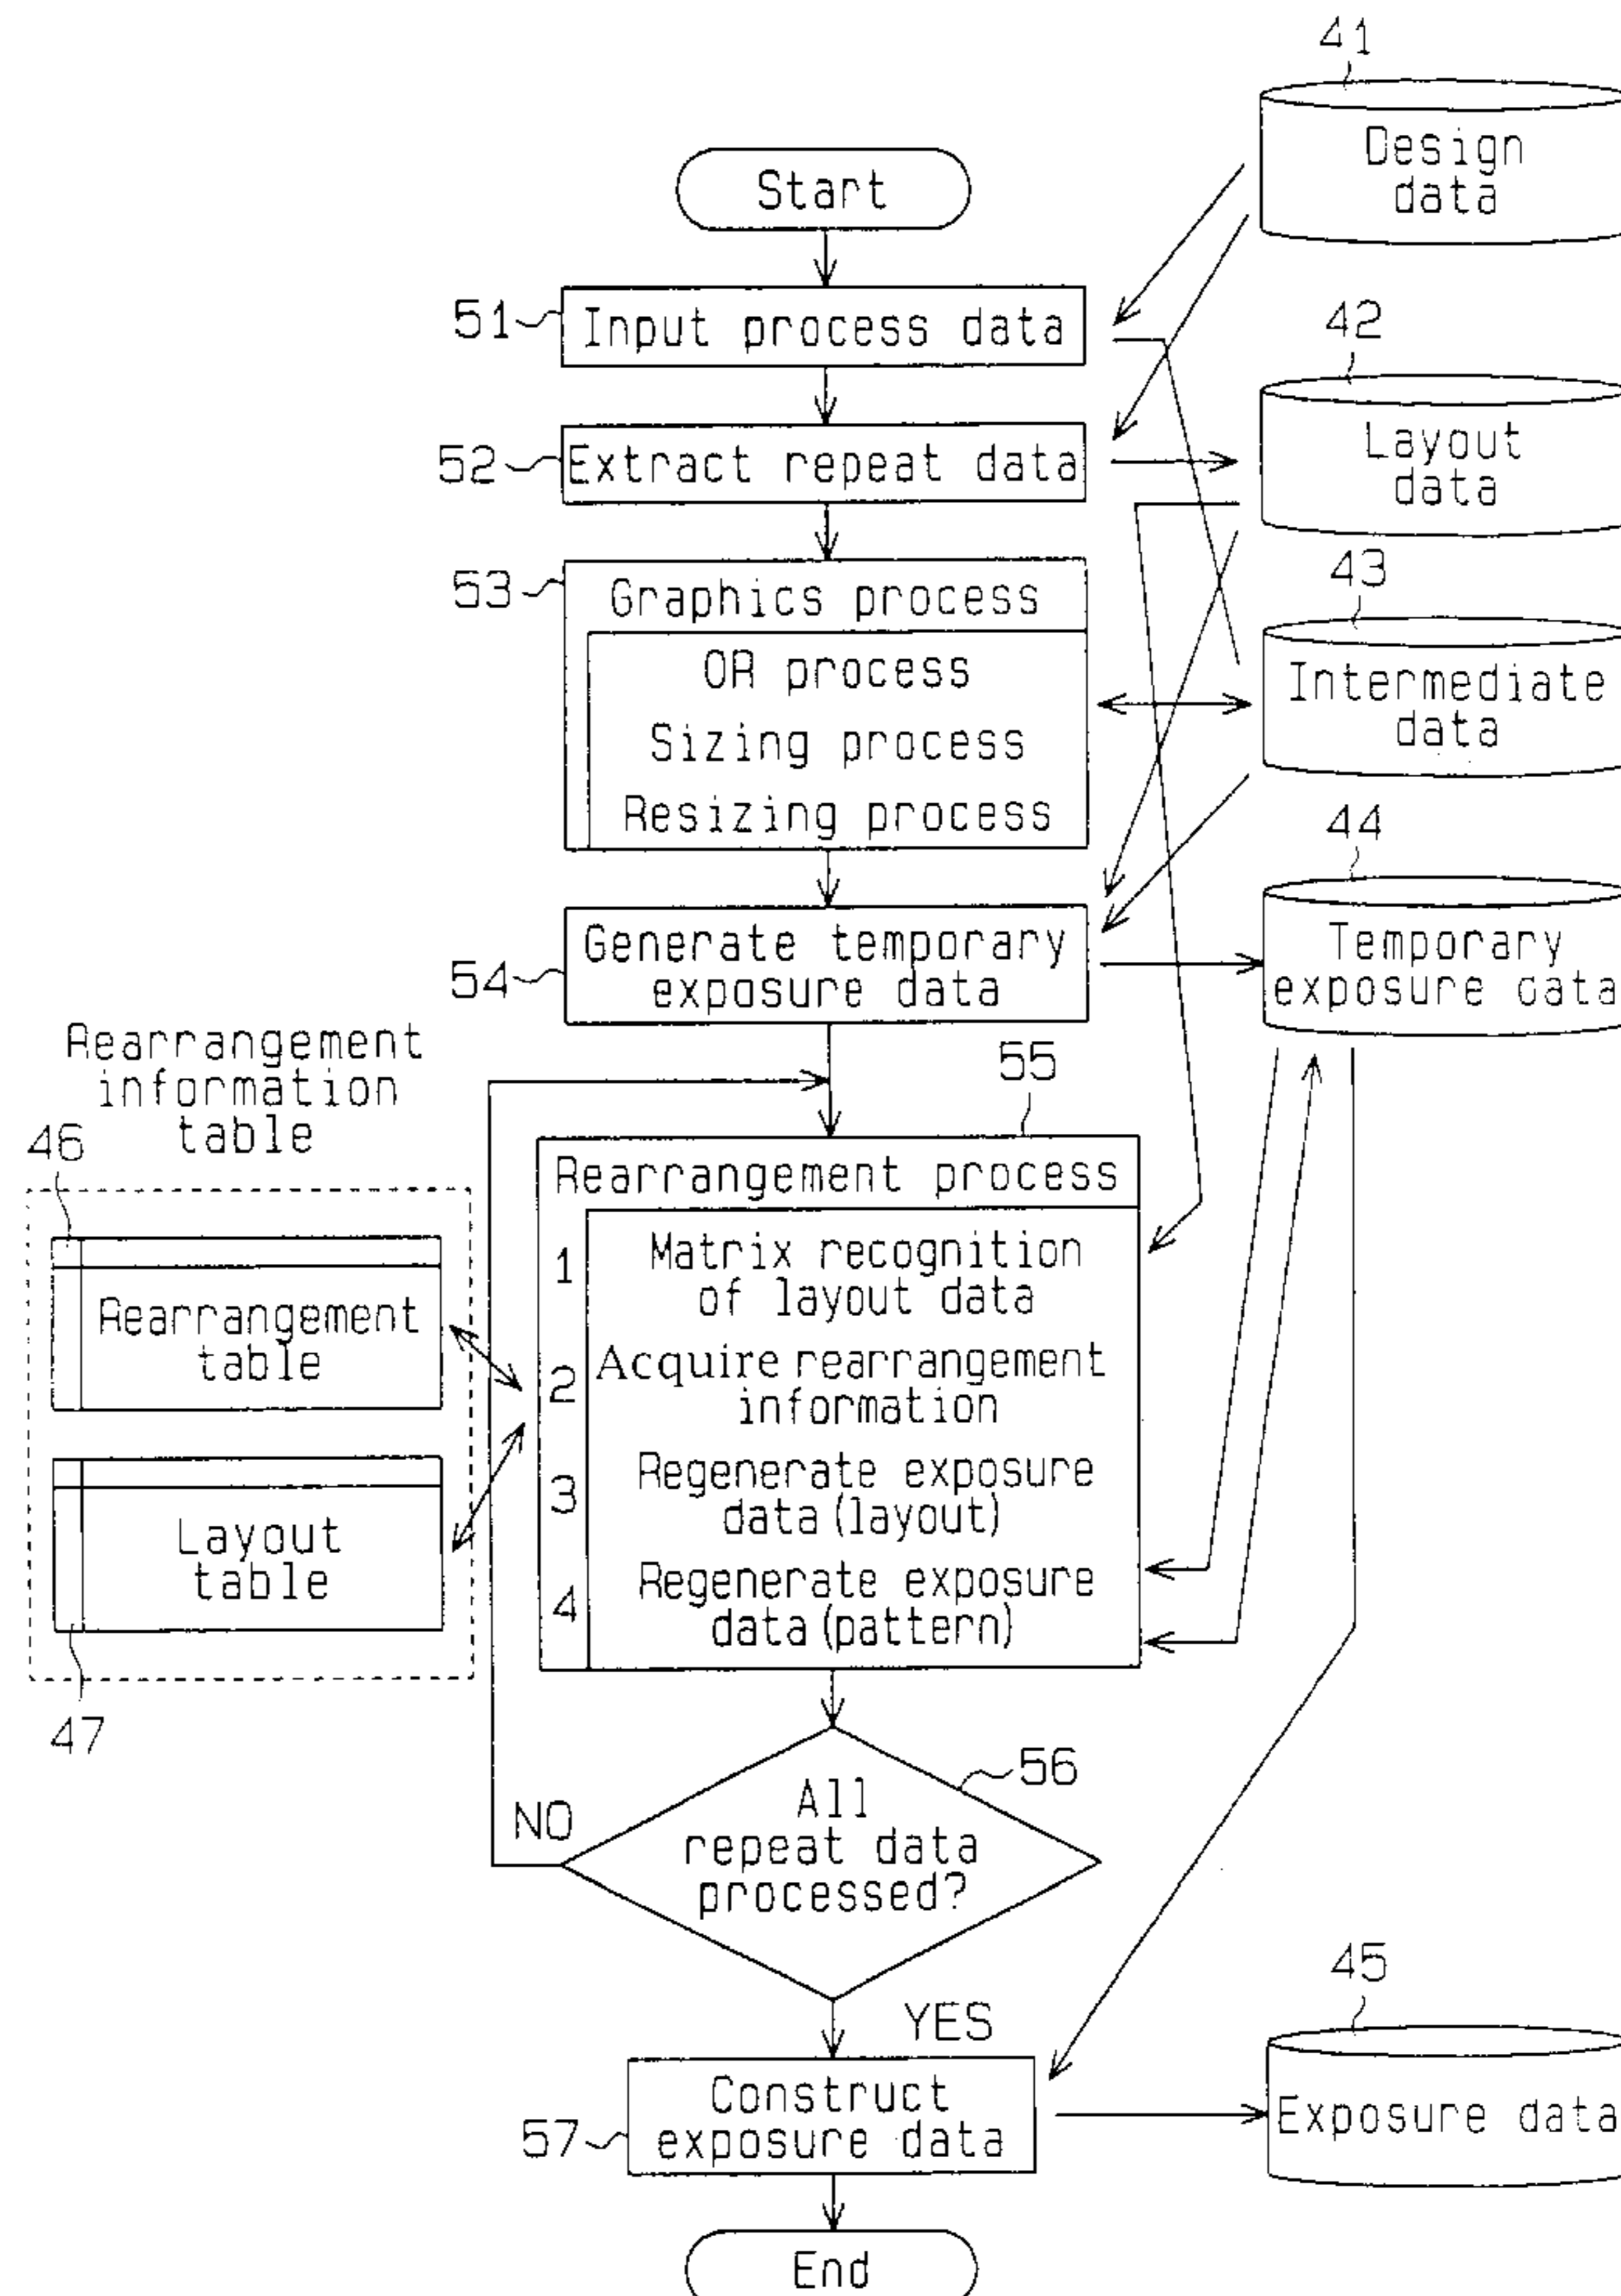 41
Design
data
Start
51
Input process data
42
Layout
data
52
Extract repeat data
53
Graphics process
OR process
Sizing process
Resizing process
43
Intermediate
data
44
Temporary
exposure data
54
Generate temporary
exposure data
Rearrangement
information
table
46
Rearrangement
table
Layout
table
47
55
Rearrangement process
1
Matrix recognition
of layout data
2
Acquire rearrangement
information
3
Regenerate exposure
data(layout)
4
Regenerate exposure
data(pattern)
56
All
repeat data
processed?
NO
YES
57
Construct
exposure data
45
Exposure data
End